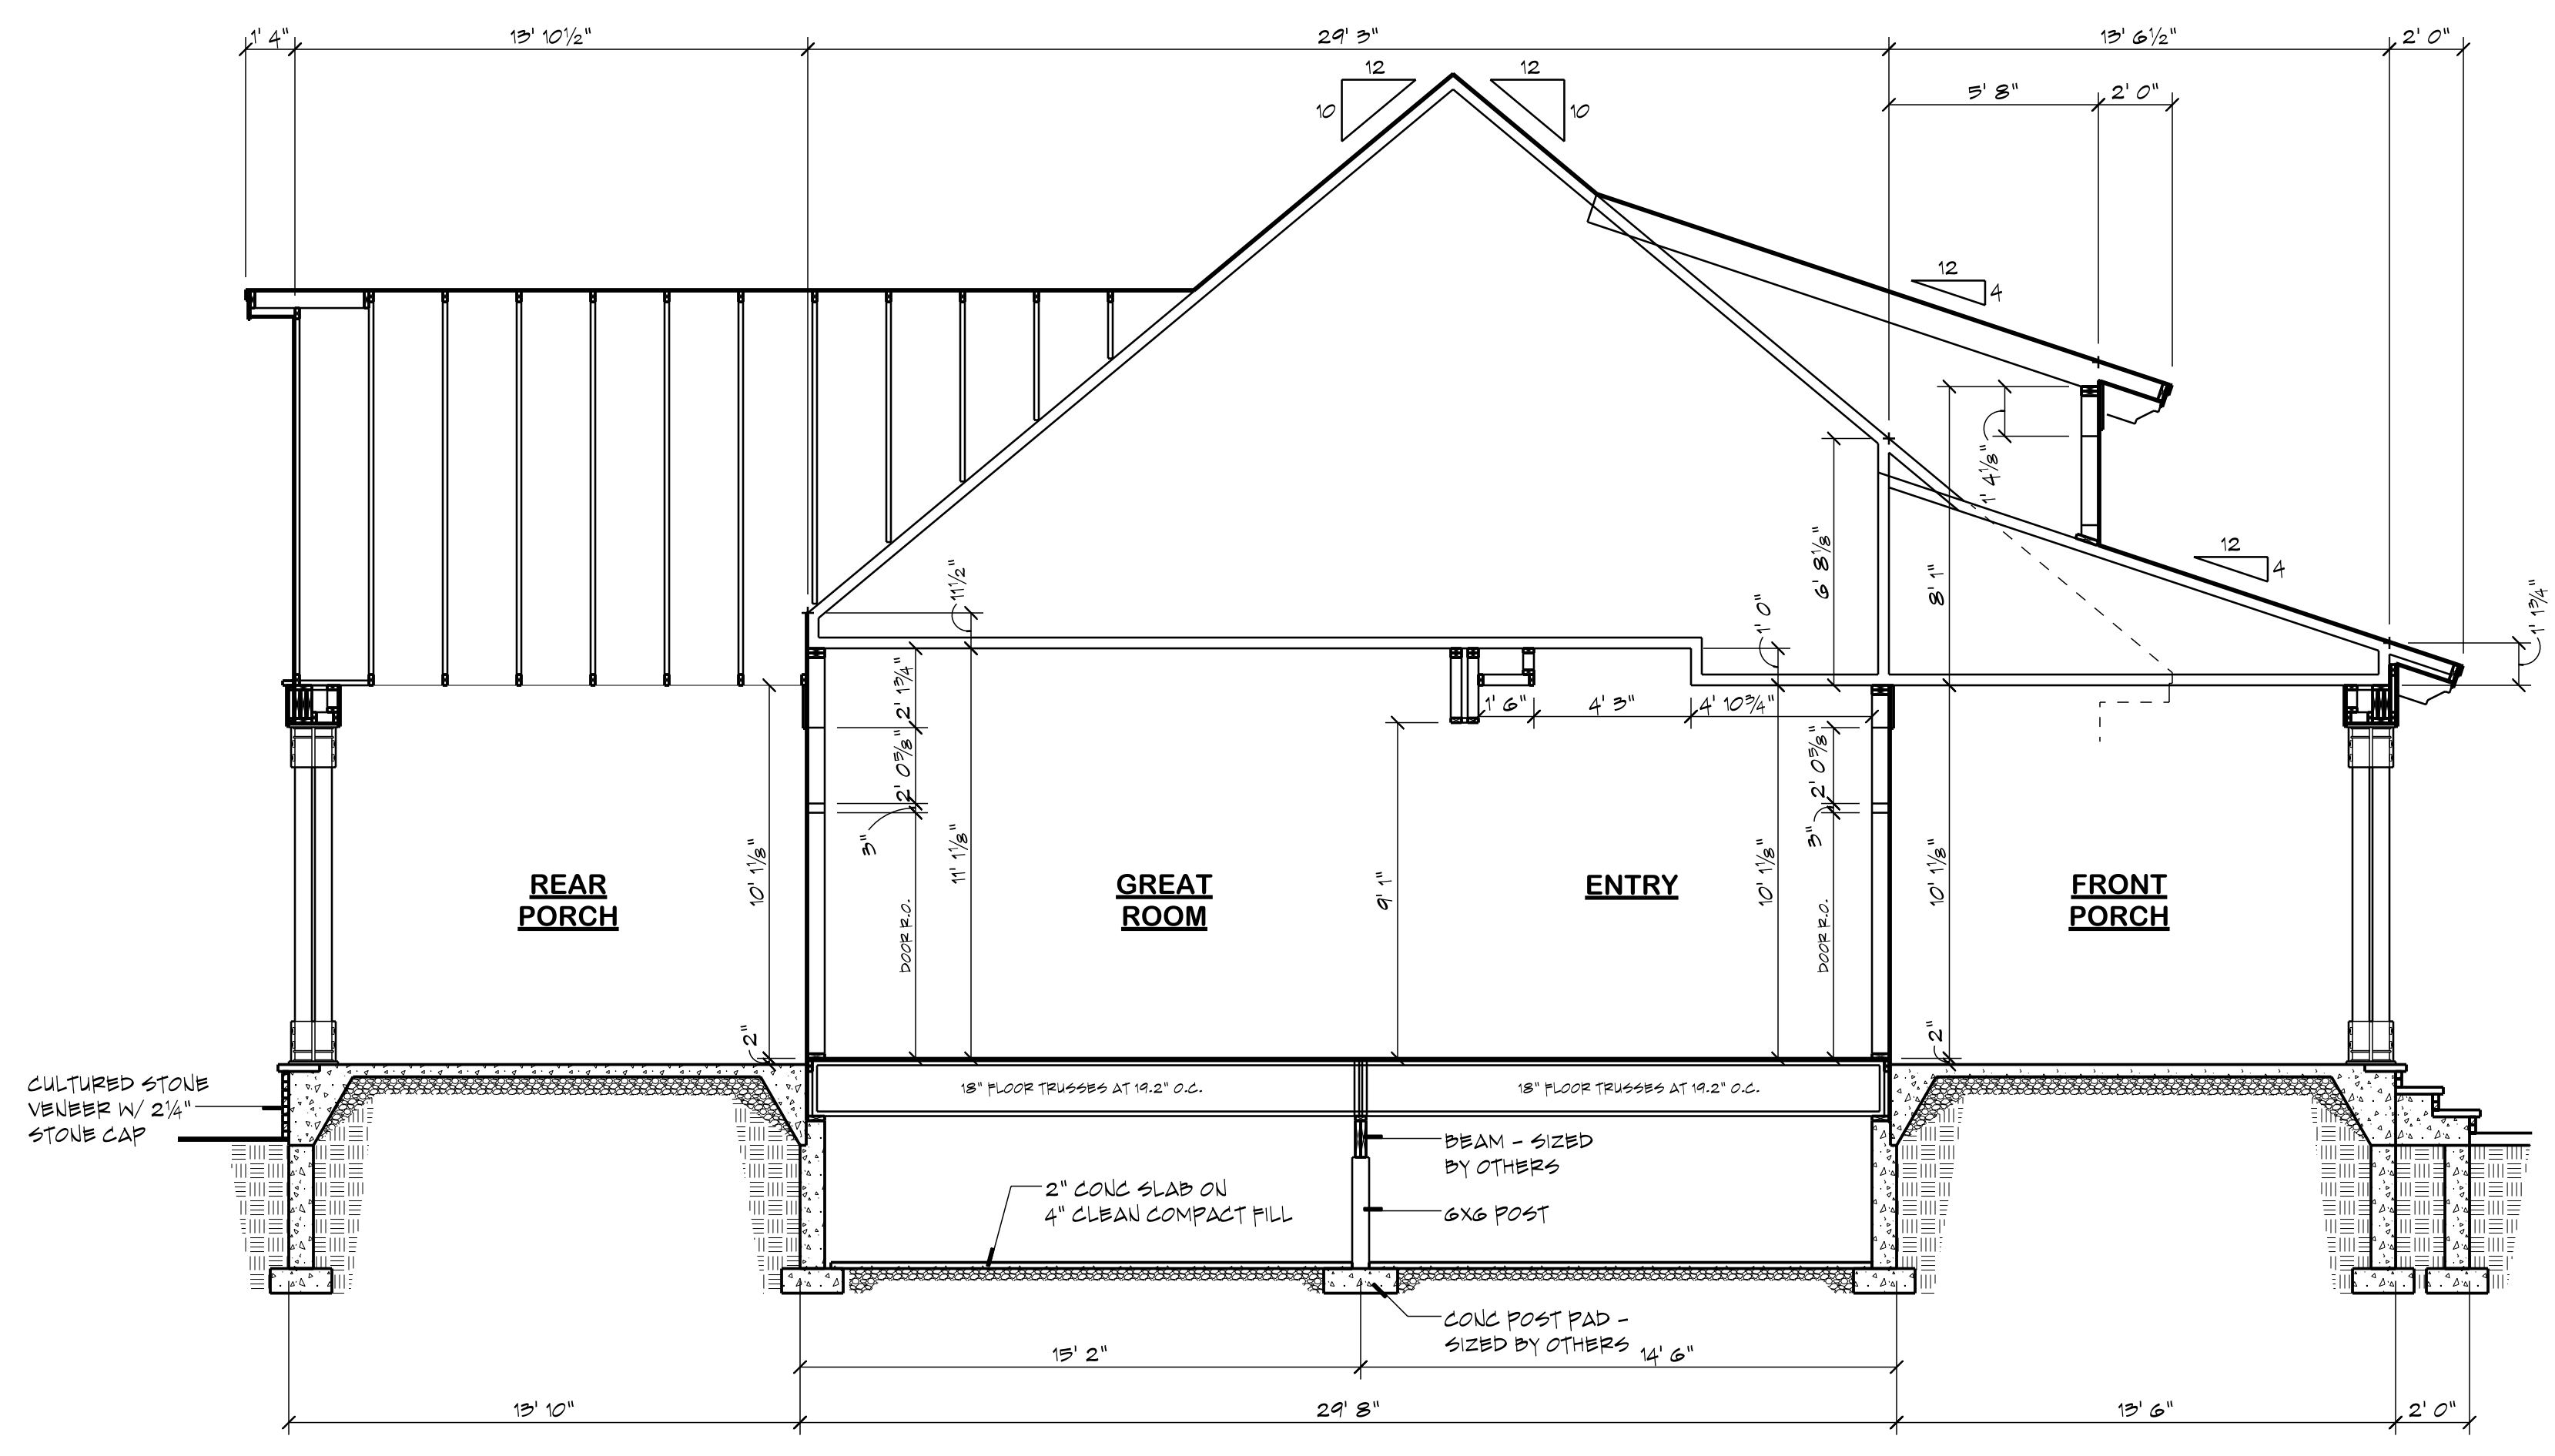 1' 4"
13' 10½"
29' 3"
13' 6½"
2' 0"
12
12
5' 8"
2' 0"
10
10
12
4
1' 4⅛"
6' 8⅛"
8' 1"
12
4
1' 1¾"
11½"
1' 0"
2' 1¾"
1' 6"
4' 3"
4' 10¾"
2' 0⅝"
2' 0⅝"
3"
3"
10' 1⅛"
11' 1⅛"
9' 1"
10' 1⅛"
10' 1⅛"
REAR
PORCH
GREAT
ROOM
ENTRY
FRONT
PORCH
DOOR R.O.
DOOR R.O.
2"
2"
CULTURED STONE
VENEER W/ 2¼"
STONE CAP
18" FLOOR TRUSSES AT 19.2" O.C.
18" FLOOR TRUSSES AT 19.2" O.C.
BEAM - SIZED
BY OTHERS
2" CONC SLAB ON
4" CLEAN COMPACT FILL
6X6 POST
CONC POST PAD -
SIZED BY OTHERS
15' 2"
14' 6"
13' 10"
29' 8"
13' 6"
2' 0"